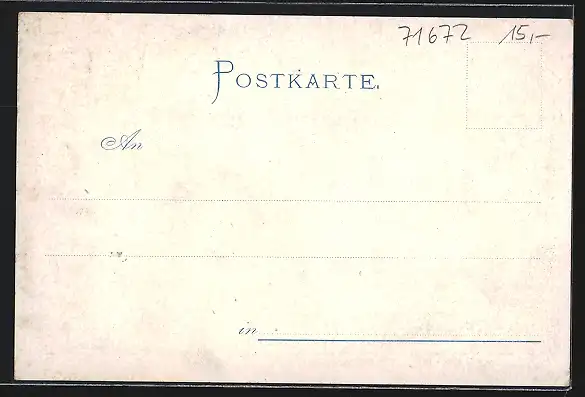 71672 15,-
POSTKARTE.
An
in